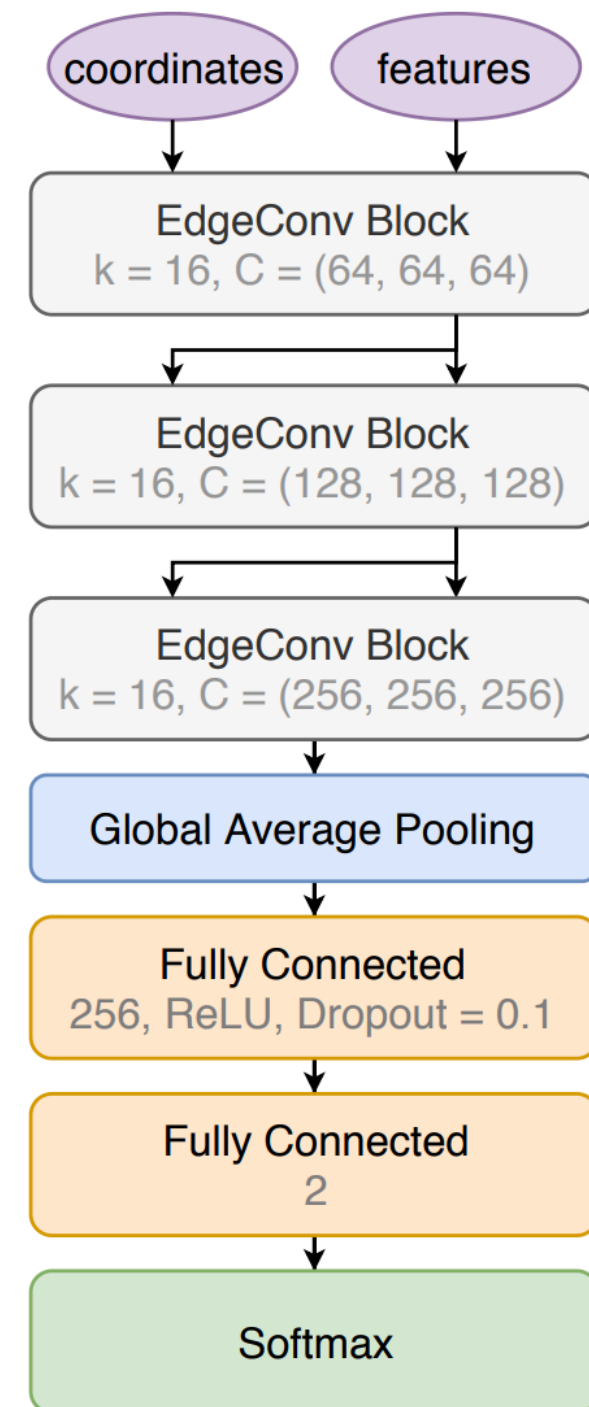 coordinates features
EdgeConv Block
k = 16, C = (64, 64, 64)
EdgeConv Block
k = 16, C = (128, 128, 128)
EdgeConv Block
k = 16, C = (256, 256, 256)
Global Average Pooling
Fully Connected
256, ReLU, Dropout = 0.1
Fully Connected
2
Softmax